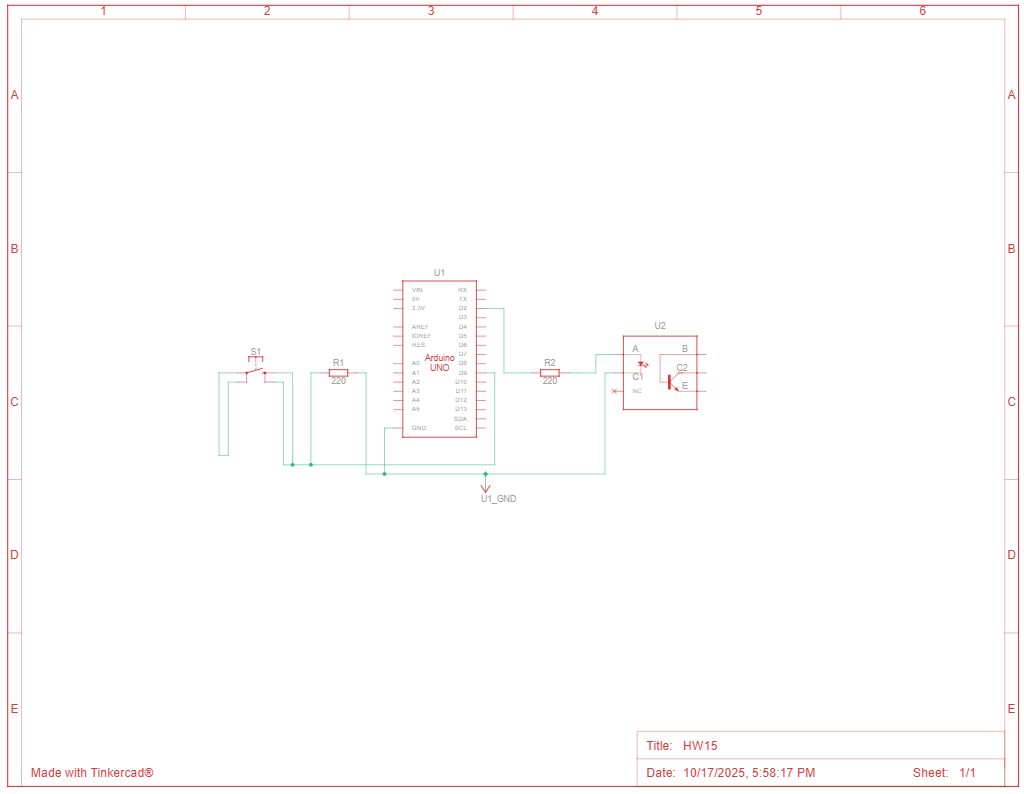 1 2 3 4 5 6
A A
B B
C C
D D
E E
U1
VIN RX
5V TX
3.3V D2
D3
AREF D4
IOREF D5
RES D6
D7
A0 D8
A1 D9
A2 D10
A3 D11
A4 D12
A5 D13
SDA
GND SCL
Arduino
UNO
S1
R1
220
R2
220
U2
A B
C1 C2
NC E
U1_GND
Title: HW15
Date: 10/17/2025, 5:58:17 PM Sheet: 1/1
Made with Tinkercad®